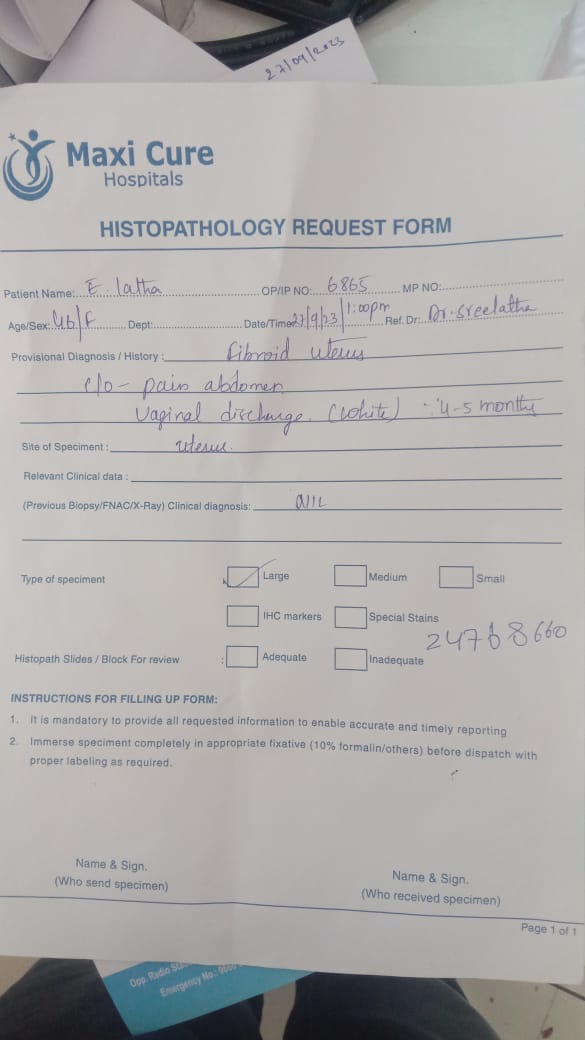 27/09/2023
Maxi Cure
Hospitals
HISTOPATHOLOGY REQUEST FORM
Patient Name: E. latha OP/IP NO: 6865 MP NO:
Age/Sex: 46/F Dept: Date/Time: 27/9/23/1:00pm Ref. Dr: Dr. Sreelatha
Provisional Diagnosis / History : fibroid uterus
c/o - pain abdomen
Vaginal discharge. (white) :- 4-5 months
Site of Specimen : uterus.
Relevant Clinical data :
(Previous Biopsy/FNAC/X-Ray) Clinical diagnosis: NIL
Type of speciment Large Medium Small
IHC markers Special Stains
24768660
Histopath Slides / Block For review : Adequate Inadequate
INSTRUCTIONS FOR FILLING UP FORM:
1. It is mandatory to provide all requested information to enable accurate and timely reporting
2. Immerse speciment completely in appropriate fixative (10% formalin/others) before dispatch with
proper labeling as required.
Name & Sign. Name & Sign.
(Who send specimen) (Who received specimen)
Page 1 of 1
Opp. Radio
Emergency No.: